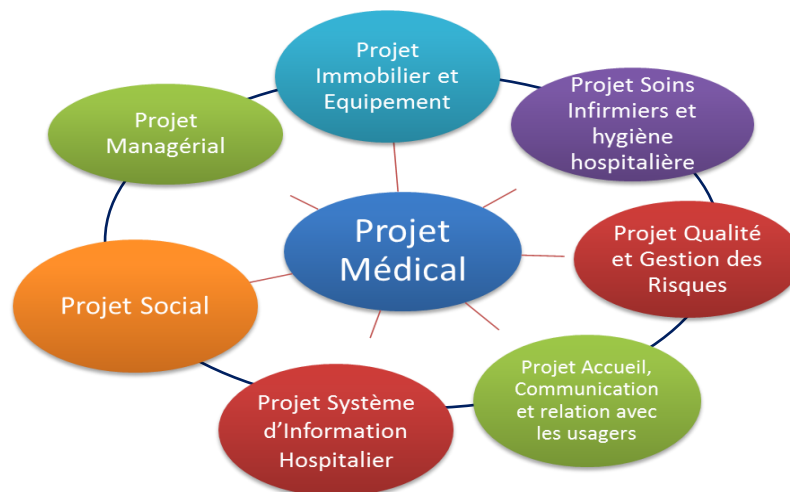 Projet
Immobilier et
Equipement
Projet Soins
Infirmiers et
hygiène
hospitalière
Projet
Managérial
Projet
Médical
Projet Qualité
et Gestion des
Risques
Projet Social
Projet Accueil,
Communication
et relation avec
les usagers
Projet Système
d’Information
Hospitalier